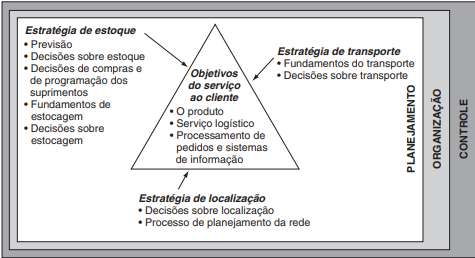 Estratégia de estoque
• Previsão
• Decisões sobre estoque
• Decisões de compras e
de programação dos
suprimentos
• Fundamentos de
estocagem
• Decisões sobre
estocagem
Objetivos
do serviço
ao cliente
• O produto
• Serviço logístico
• Processamento de
pedidos e sistemas
de informação
Estratégia de transporte
• Fundamentos do transporte
• Decisões sobre transporte
Estratégia de localização
• Decisões sobre localização
• Processo de planejamento da rede
PLANEJAMENTO
ORGANIZAÇÃO
CONTROLE